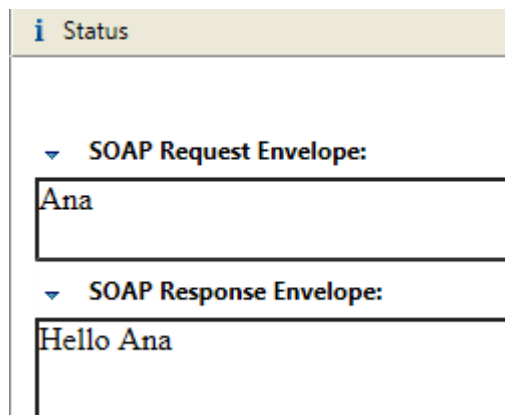 i Status
SOAP Request Envelope:
Ana
SOAP Response Envelope:
Hello Ana